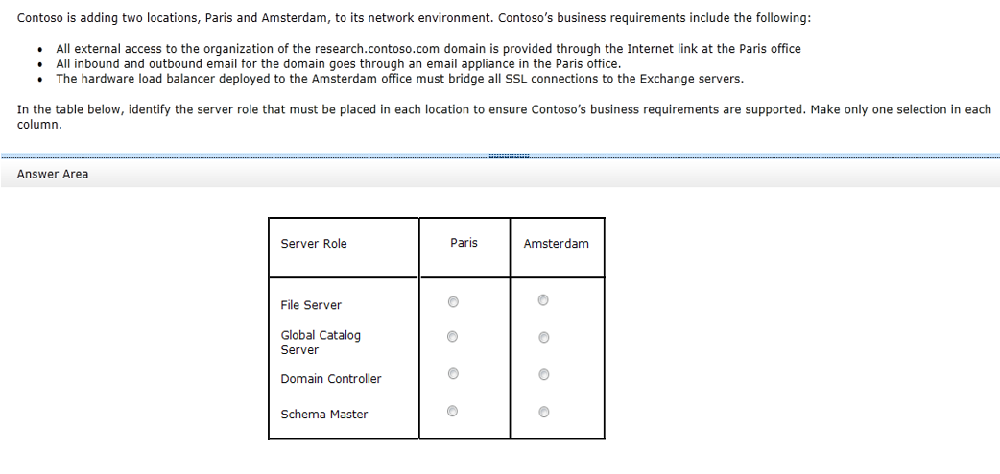 Contoso is adding two locations, Paris and Amsterdam, to its network environment. Contoso's business requirements include the following:
• All external access to the organization of the research.contoso.com domain is provided through the Internet link at the Paris office
• All inbound and outbound email for the domain goes through an email appliance in the Paris office.
• The hardware load balancer deployed to the Amsterdam office must bridge all SSL connections to the Exchange servers.
In the table below, identify the server role that must be placed in each location to ensure Contoso's business requirements are supported. Make only one selection in each
column.
Answer Area
Server Role Paris Amsterdam
File Server
Global Catalog
Server
Domain Controller
Schema Master